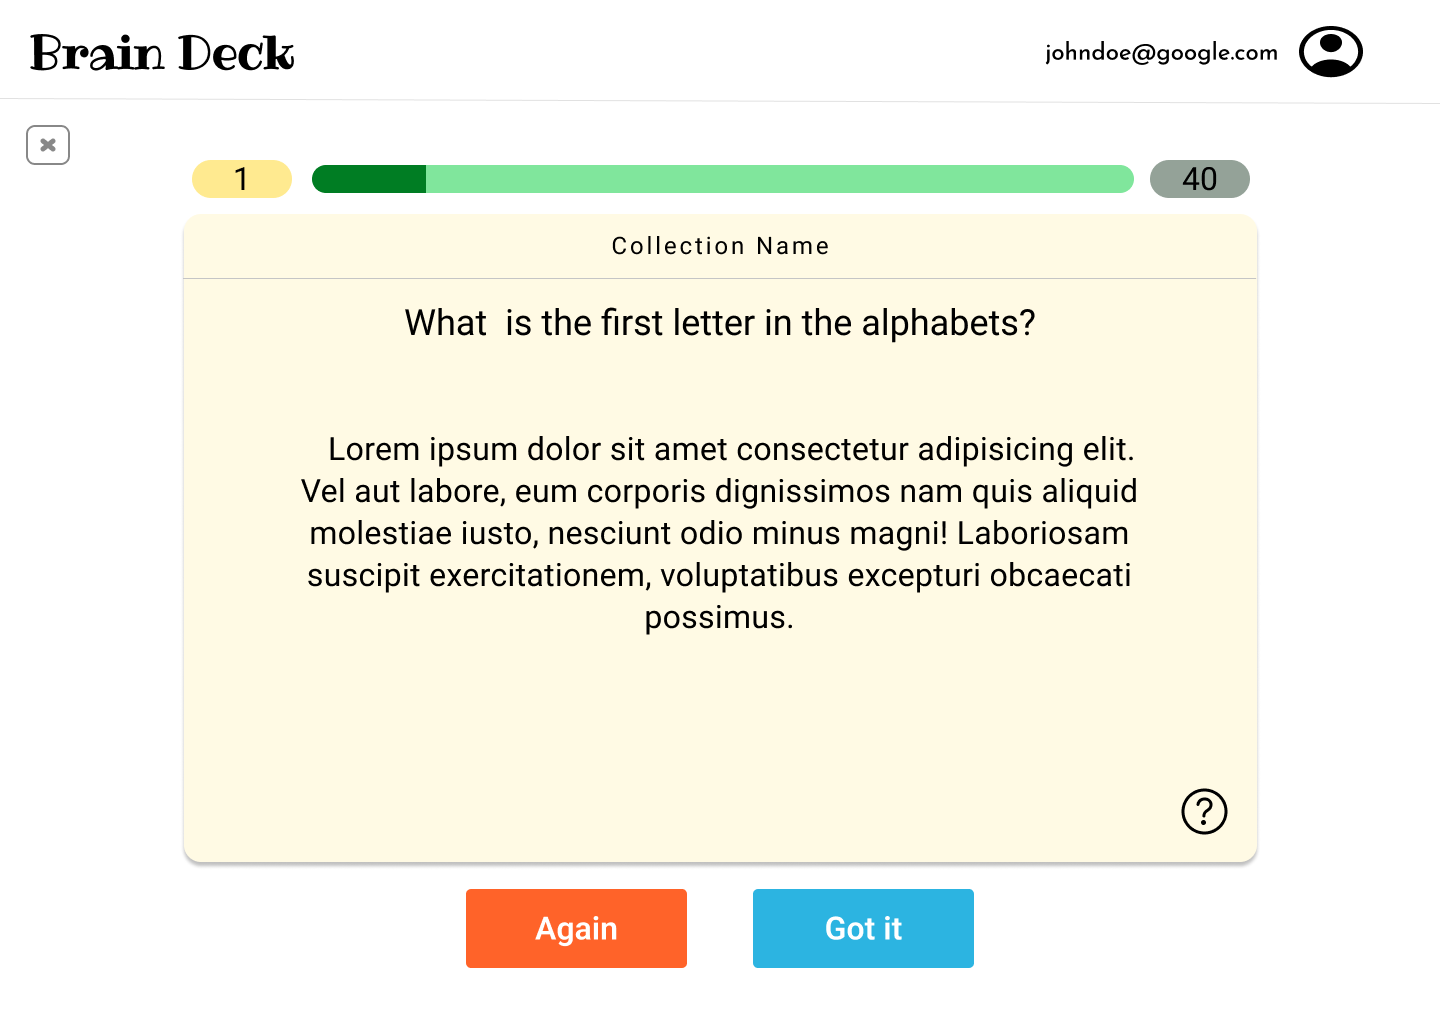 Brain Deck
johndoe@google.com
1
40
Collection Name
What  is the first letter in the alphabets?
Lorem ipsum dolor sit amet consectetur adipisicing elit.
Vel aut labore, eum corporis dignissimos nam quis aliquid
molestiae iusto, nesciunt odio minus magni! Laboriosam
suscipit exercitationem, voluptatibus excepturi obcaecati
possimus.
?
Again
Got it